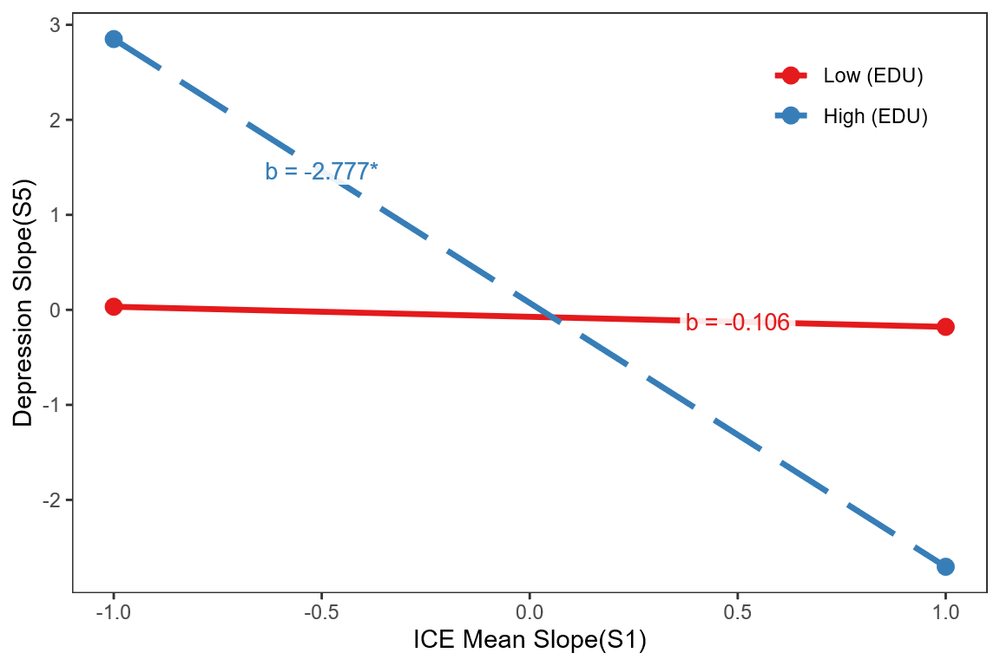 3
2
1
0
-1
-2
Depression Slope(S5)
Low (EDU)
High (EDU)
b = -2.777*
b = -0.106
-1.0
-0.5
0.0
0.5
1.0
ICE Mean Slope(S1)